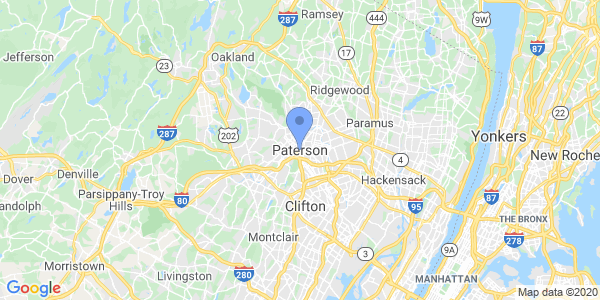 Ramsey
444
9W
287
Jefferson
17
87
Oakland
23
Ridgewood
22
Paramus
202
287
Yonkers
Paterson
4
New Roche
Dover
Denville
Hackensack
Parsippany-Troy
Hills
80
87
Randolph
95
Clifton
THE BRONX
Montclair
278
9A
3
Morristown
Livingston
280
MANHATTAN
Google
Map data ©2020